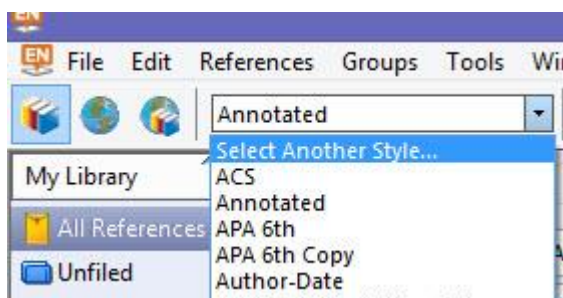 EN
EN File Edit References Groups Tools
Annotated
Select Another Style...
My Library
ACS
Annotated
All References
APA 6th
APA 6th Copy
Unfiled
Author-Date